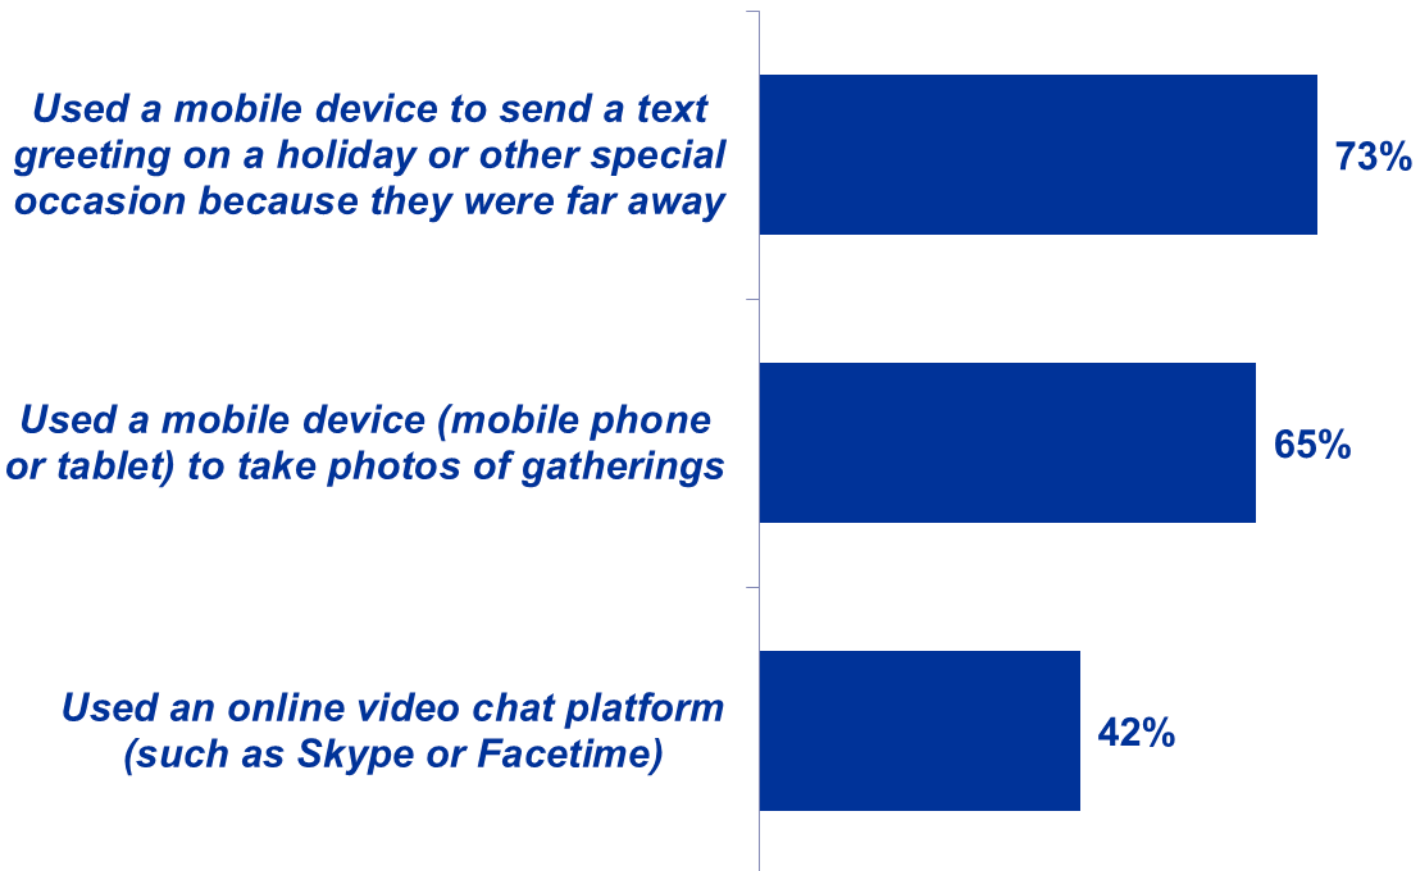 Used a mobile device to send a text
greeting on a holiday or other special
occasion because they were far away
73%
Used a mobile device (mobile phone
or tablet) to take photos of gatherings
65%
Used an online video chat platform
(such as Skype or Facetime)
42%